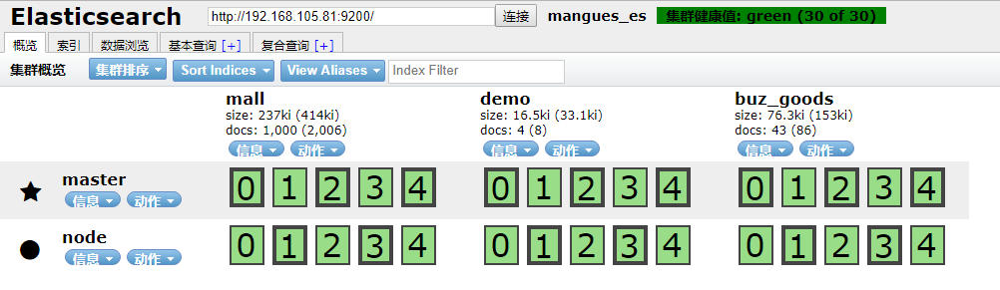 Elasticsearch http://192.168.105.81:9200/ 连接 mangues_es 集群健康值: green (30 of 30)
概览 索引 数据浏览 基本查询 [+] 复合查询 [+]
集群概览 集群排序 Sort Indices View Aliases Index Filter
mall demo buz_goods
size: 237ki (414ki) size: 16.5ki (33.1ki) size: 76.3ki (153ki)
docs: 1,000 (2,006) docs: 4 (8) docs: 43 (86)
信息 动作 信息 动作 信息 动作
master 0 1 2 3 4 0 1 2 3 4 0 1 2 3 4
信息 动作
node 0 1 2 3 4 0 1 2 3 4 0 1 2 3 4
信息 动作